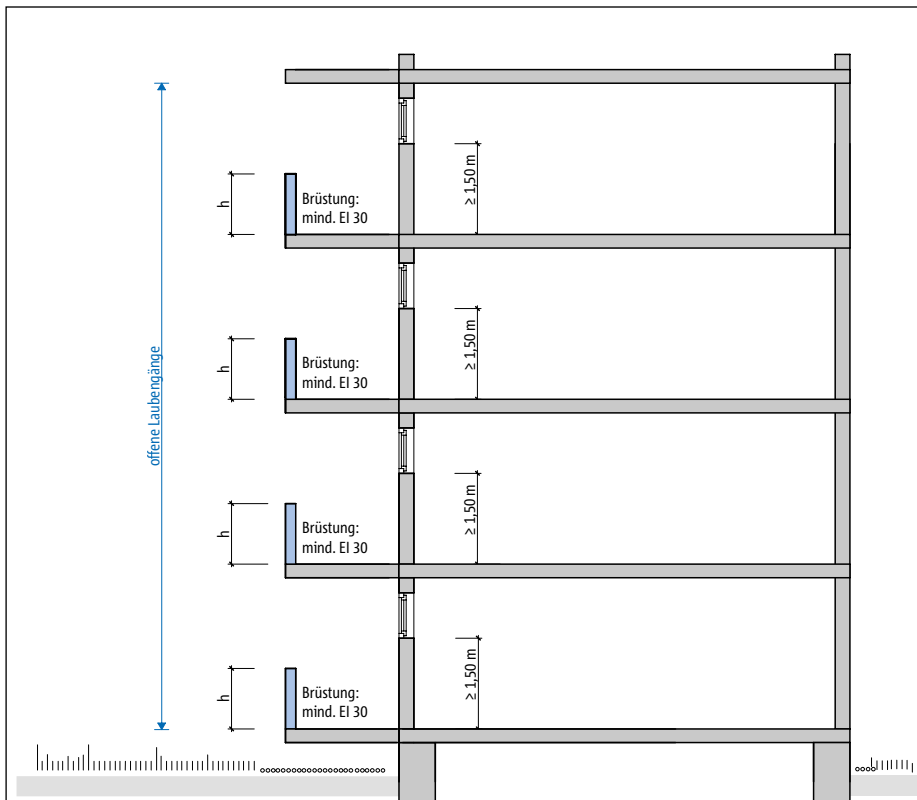 ≥ 1,50 m
h
Brüstung:
mind. EI 30
≥ 1,50 m
h
Brüstung:
mind. EI 30
offene Laubengänge
≥ 1,50 m
h
Brüstung:
mind. EI 30
≥ 1,50 m
h
Brüstung:
mind. EI 30